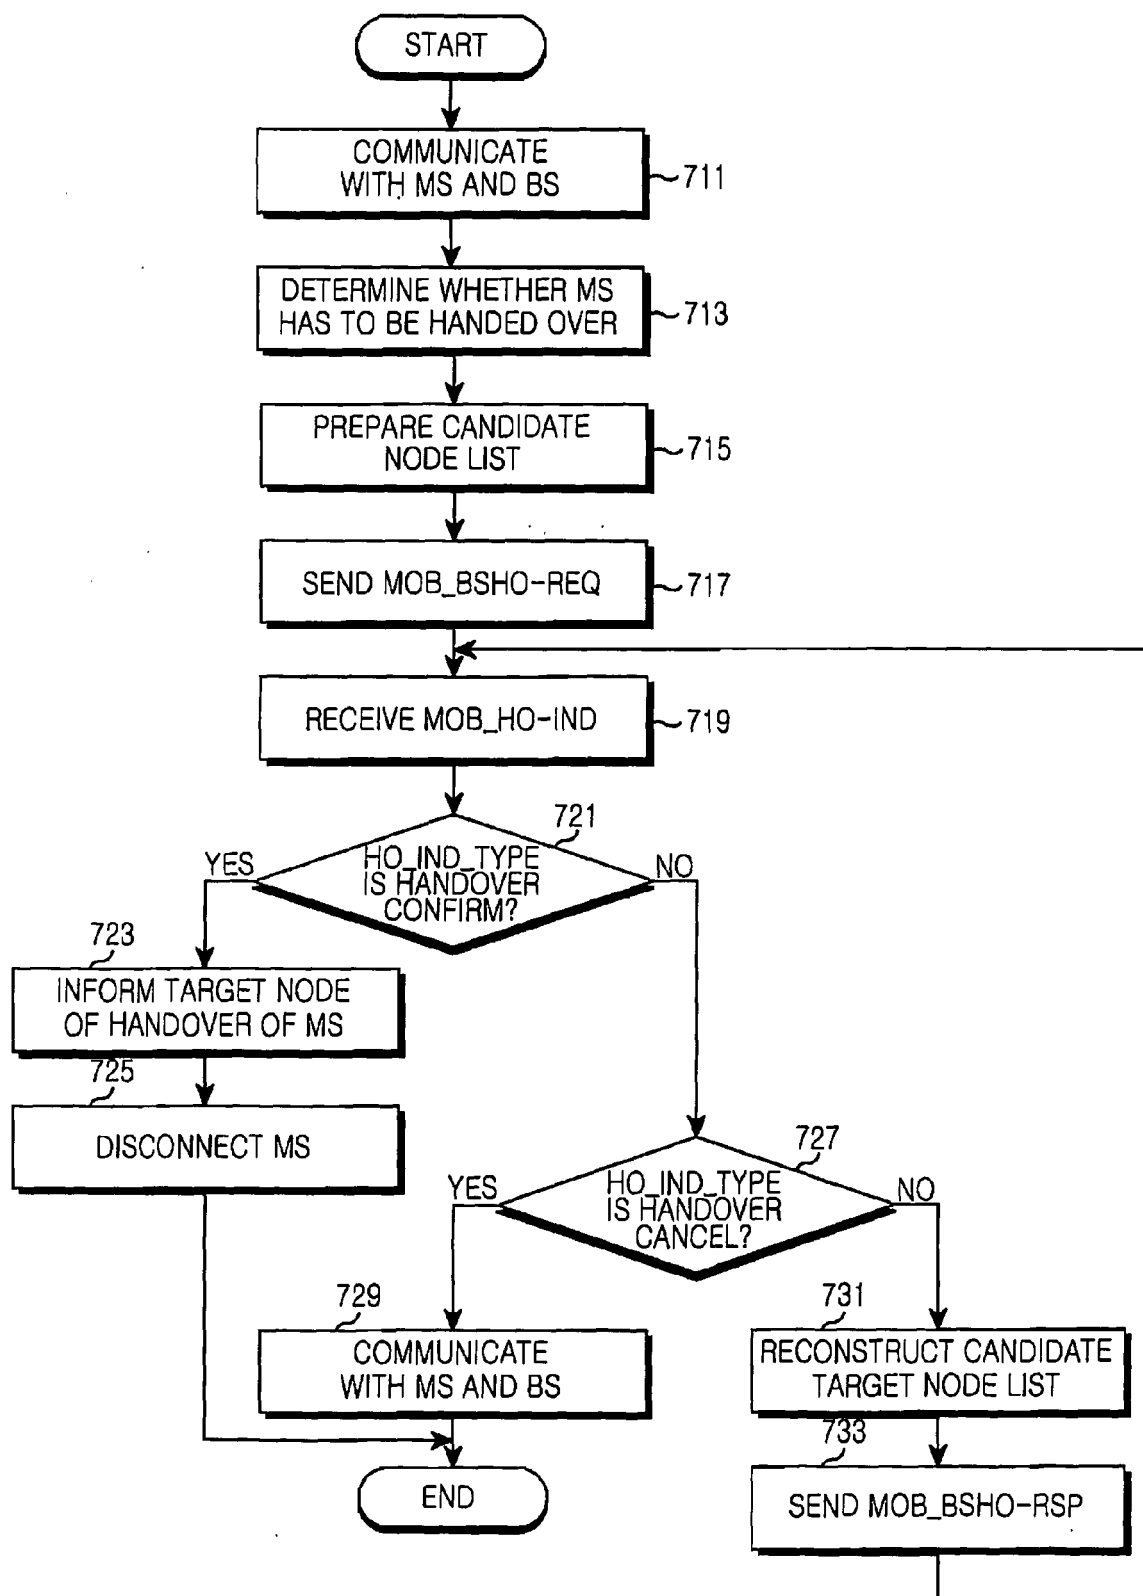 START
COMMUNICATE
WITH MS AND BS
711
DETERMINE WHETHER MS
HAS TO BE HANDED OVER
713
PREPARE CANDIDATE
NODE LIST
715
SEND MOB_BSHO-REQ
717
RECEIVE MOB_HO-IND
719
721
YES
HO_IND_TYPE
IS HANDOVER
CONFIRM?
NO
723
INFORM TARGET NODE
OF HANDOVER OF MS
725
DISCONNECT MS
727
YES
HO_IND_TYPE
IS HANDOVER
CANCEL?
NO
729
COMMUNICATE
WITH MS AND BS
731
RECONSTRUCT CANDIDATE
TARGET NODE LIST
733
SEND MOB_BSHO-RSP
END